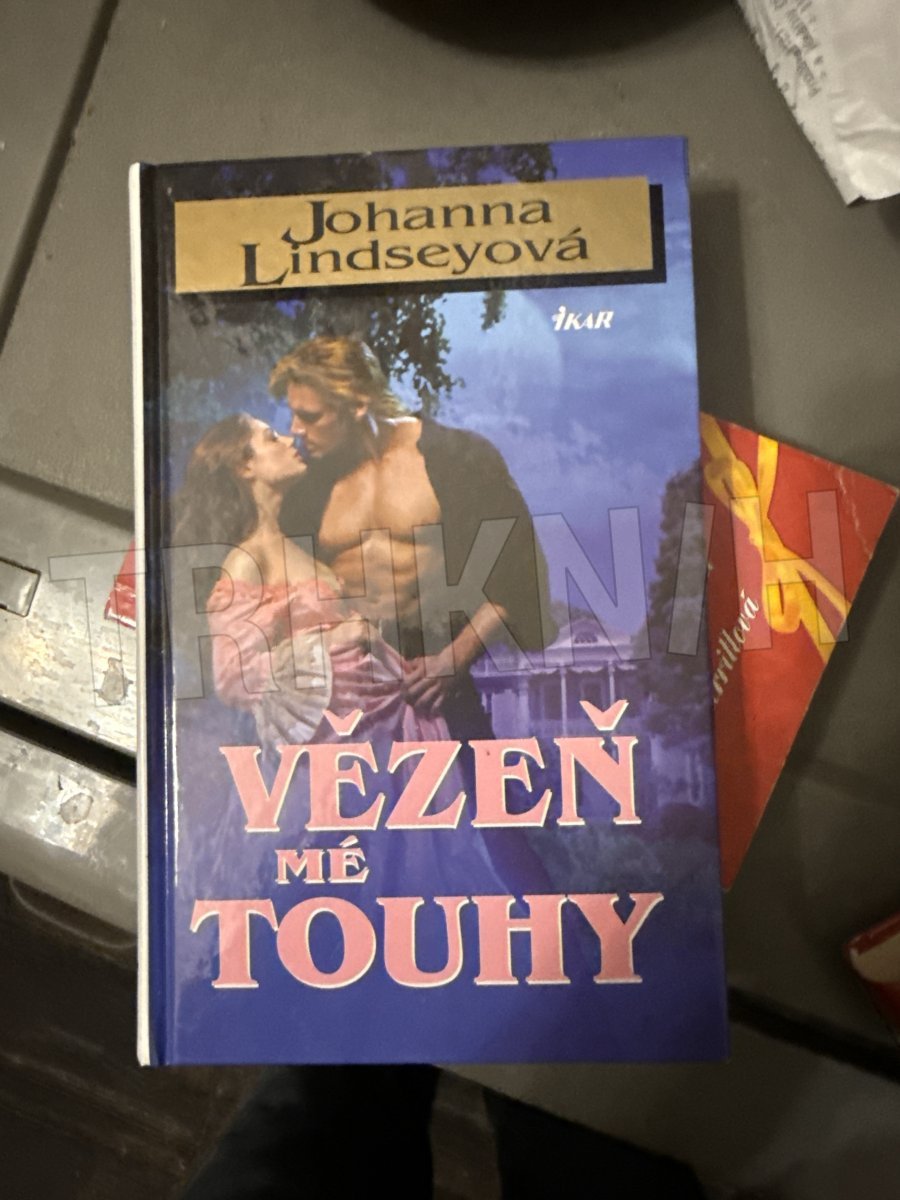 Johanna
Lindseyová
iKAR
TRHKNIH
VĚZEŇ
MÉ
TOUHY